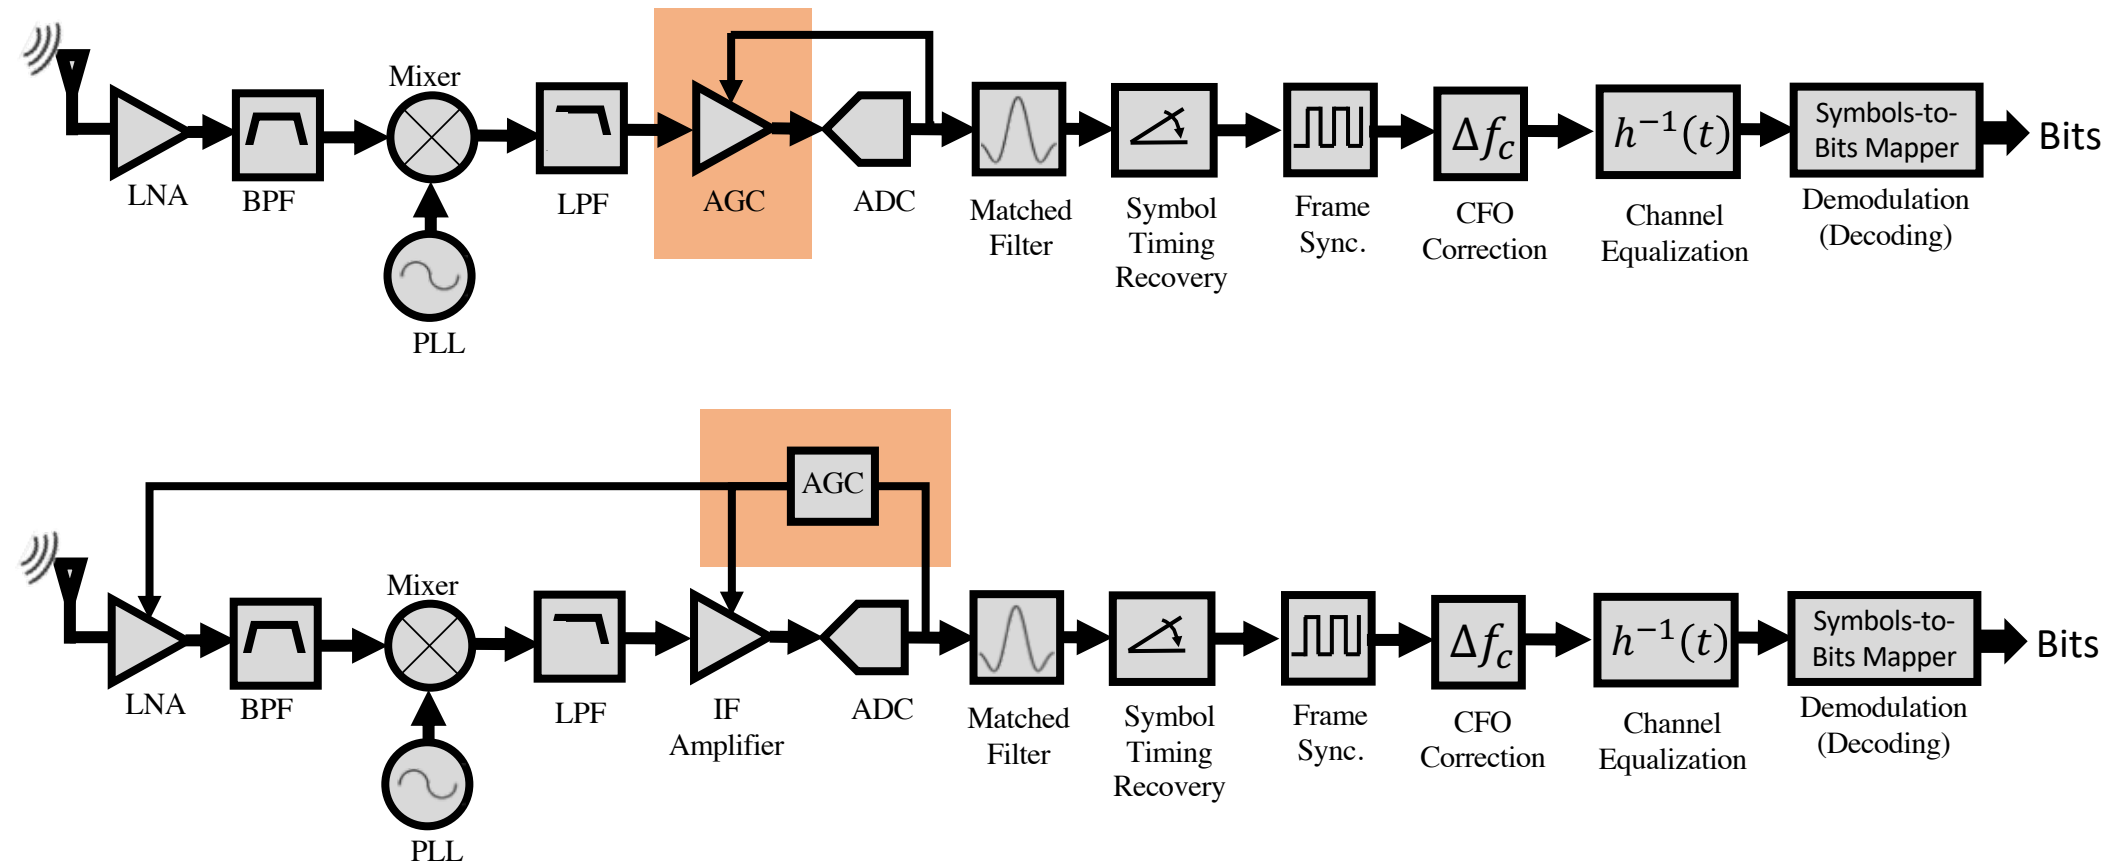 Mixer
LNA
BPF
LPF
AGC
ADC
PLL
Matched
Filter
Symbol
Timing
Recovery
Frame
Sync.
Δf_c
CFO
Correction
h⁻¹(t)
Channel
Equalization
Symbols-to-
Bits Mapper
Demodulation
(Decoding)
Bits
AGC
Mixer
LNA
BPF
LPF
IF
Amplifier
ADC
PLL
Matched
Filter
Symbol
Timing
Recovery
Frame
Sync.
Δf_c
CFO
Correction
h⁻¹(t)
Channel
Equalization
Symbols-to-
Bits Mapper
Demodulation
(Decoding)
Bits